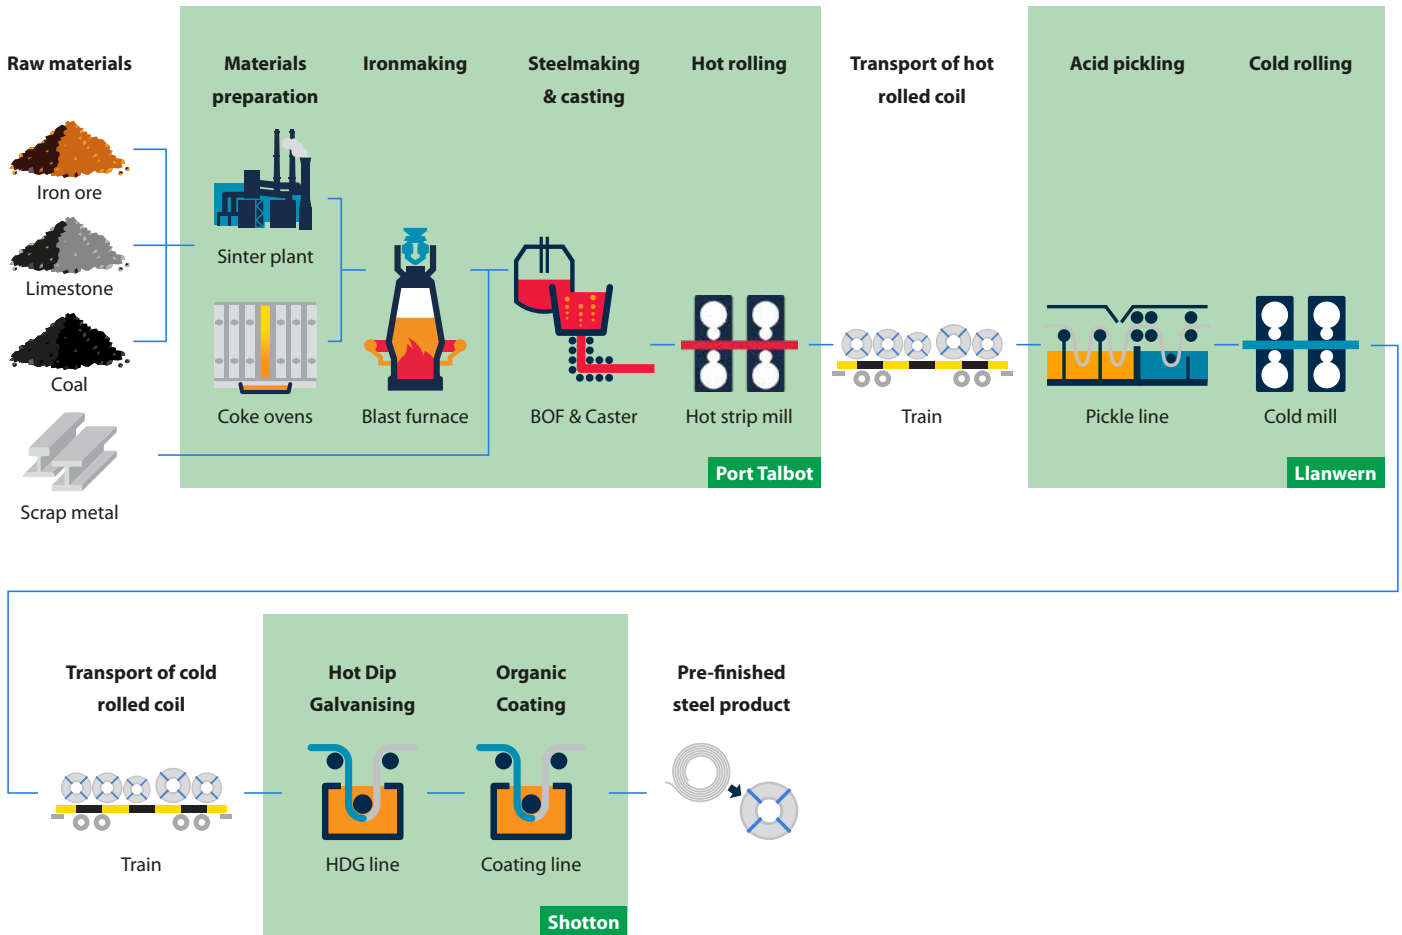 Raw materials
Materials
preparation
Ironmaking
Steelmaking
& casting
Hot rolling
Transport of hot
rolled coil
Acid pickling
Cold rolling
Iron ore
Limestone
Coal
Scrap metal
Sinter plant
Coke ovens
Blast furnace
BOF & Caster
Hot strip mill
Train
Pickle line
Cold mill
Port Talbot
Llanwern
Transport of cold
rolled coil
Hot Dip
Galvanising
Organic
Coating
Pre-finished
steel product
Train
HDG line
Coating line
Shotton